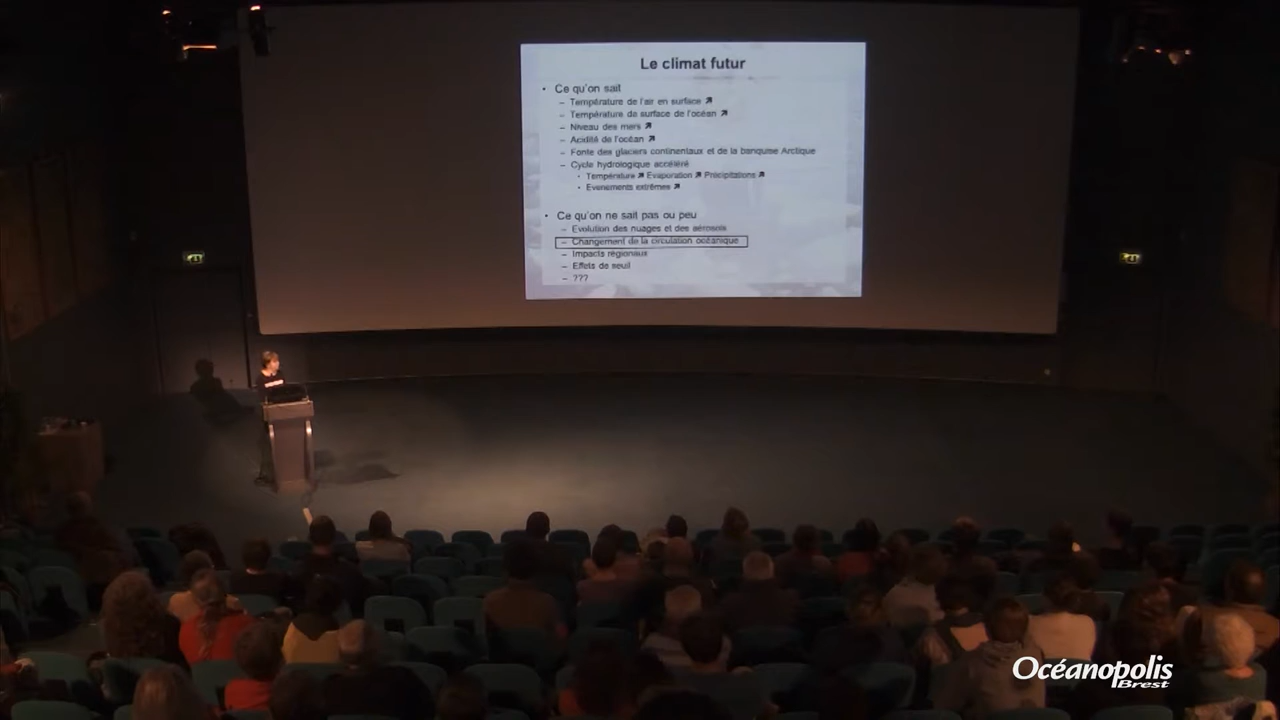 Le climat futur
• Ce qu'on sait
– Température de l'air en surface ↗
– Température de surface de l'océan ↗
– Niveau des mers ↗
– Acidité de l'océan ↗
– Fonte des glaciers continentaux et de la banquise Arctique
– Cycle hydrologique accéléré
• Température ↗ Evaporation ↗ Précipitations ↗
• Evenements extrêmes ↗
• Ce qu'on ne sait pas ou peu
– Evolution des nuages et des aérosols
– Changement de la circulation océanique
– Impacts régionaux
– Effets de seuil
– ???
Océanopolis
Brest